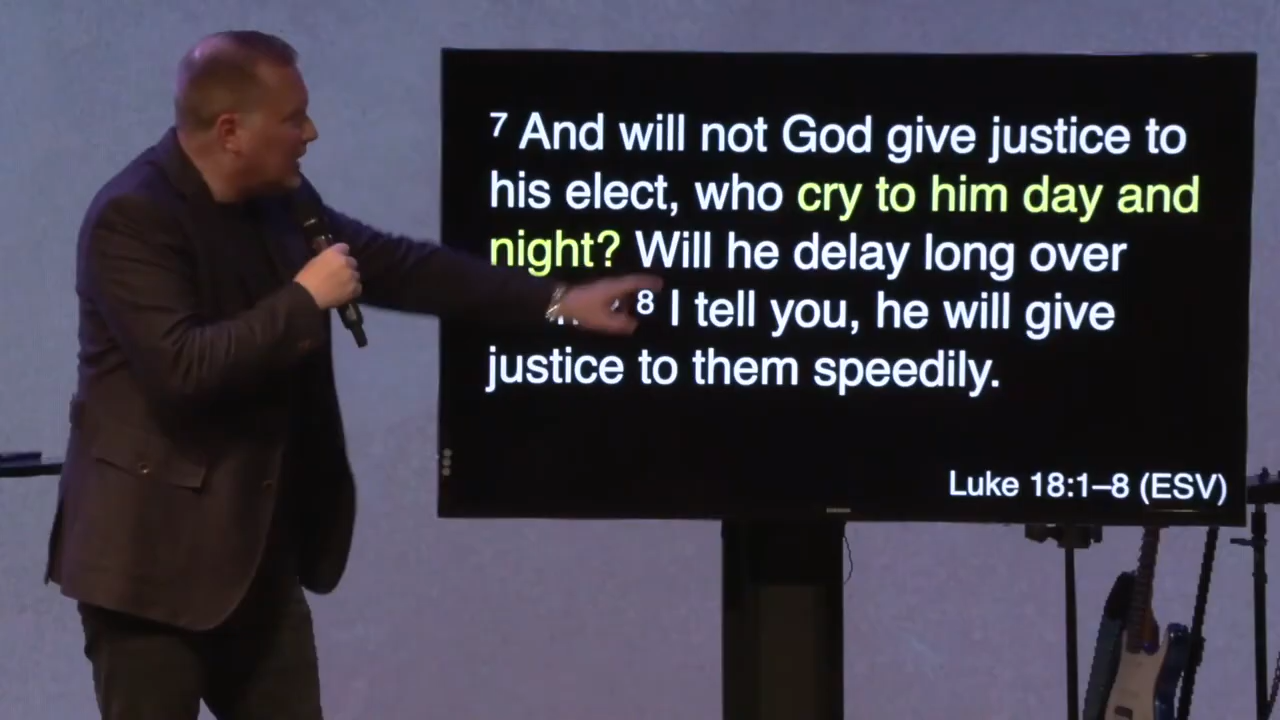 7 And will not God give justice to
his elect, who cry to him day and
night? Will he delay long over
8 I tell you, he will give
justice to them speedily.
Luke 18:1–8 (ESV)